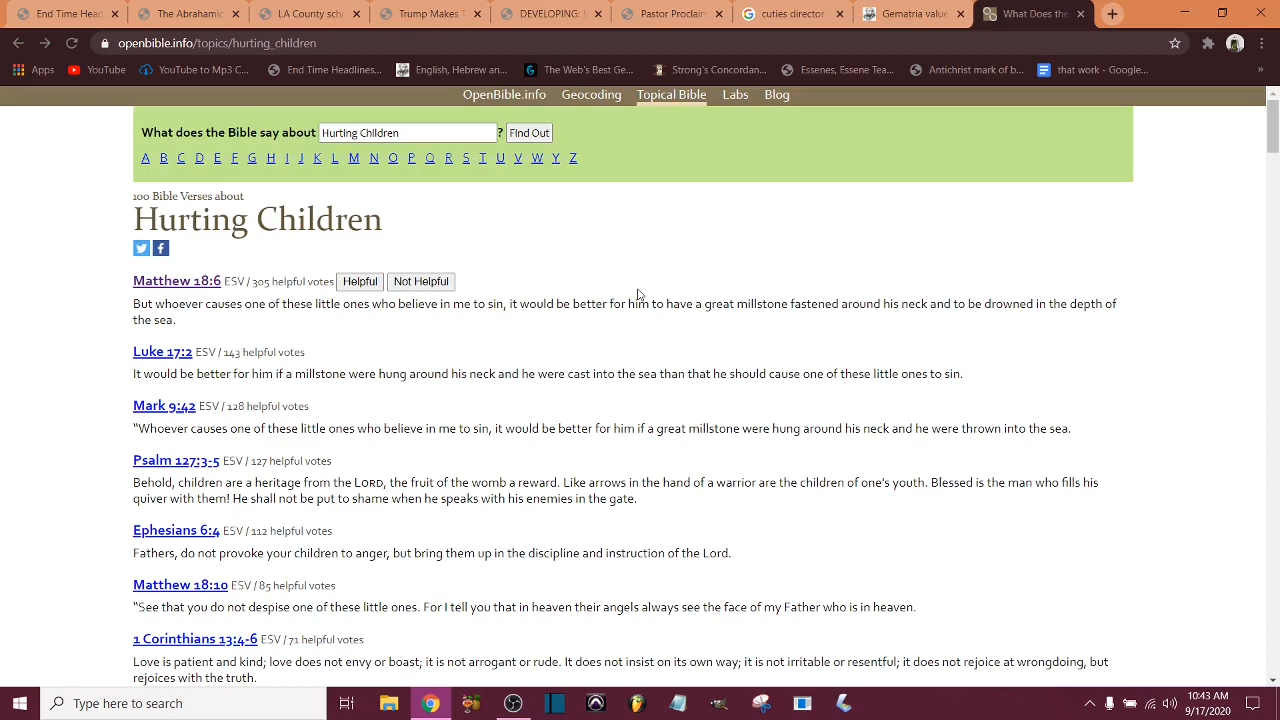 End Time Head
Top Abrahamic
LA County sch
Trump Makes T
DEVELOPING:
Pastor Proclaim
cuties director
Gematria value
What Does the
openbible.info/topics/hurting_children
Apps
YouTube
YouTube to Mp3 C...
End Time Headlines...
English, Hebrew an...
The Web's Best Ge...
Strong's Concordan...
Essenes, Essene Tea...
Antichrist mark of b...
that work - Google...
»
OpenBible.info
Geocoding
Topical Bible
Labs
Blog
What does the Bible say about Hurting Children ? Find Out
A B C D E F G H I J K L M N O P Q R S T U V W Y Z
100 Bible Verses about
Hurting Children
Matthew 18:6 ESV / 305 helpful votes Helpful Not Helpful
But whoever causes one of these little ones who believe in me to sin, it would be better for him to have a great millstone fastened around his neck and to be drowned in the depth of
the sea.
Luke 17:2 ESV / 143 helpful votes
It would be better for him if a millstone were hung around his neck and he were cast into the sea than that he should cause one of these little ones to sin.
Mark 9:42 ESV / 128 helpful votes
“Whoever causes one of these little ones who believe in me to sin, it would be better for him if a great millstone were hung around his neck and he were thrown into the sea.
Psalm 127:3-5 ESV / 127 helpful votes
Behold, children are a heritage from the LORD, the fruit of the womb a reward. Like arrows in the hand of a warrior are the children of one's youth. Blessed is the man who fills his
quiver with them! He shall not be put to shame when he speaks with his enemies in the gate.
Ephesians 6:4 ESV / 112 helpful votes
Fathers, do not provoke your children to anger, but bring them up in the discipline and instruction of the Lord.
Matthew 18:10 ESV / 85 helpful votes
“See that you do not despise one of these little ones. For I tell you that in heaven their angels always see the face of my Father who is in heaven.
1 Corinthians 13:4-6 ESV / 71 helpful votes
Love is patient and kind; love does not envy or boast; it is not arrogant or rude. It does not insist on its own way; it is not irritable or resentful; it does not rejoice at wrongdoing, but
rejoices with the truth.
Type here to search
10:43 AM
9/17/2020